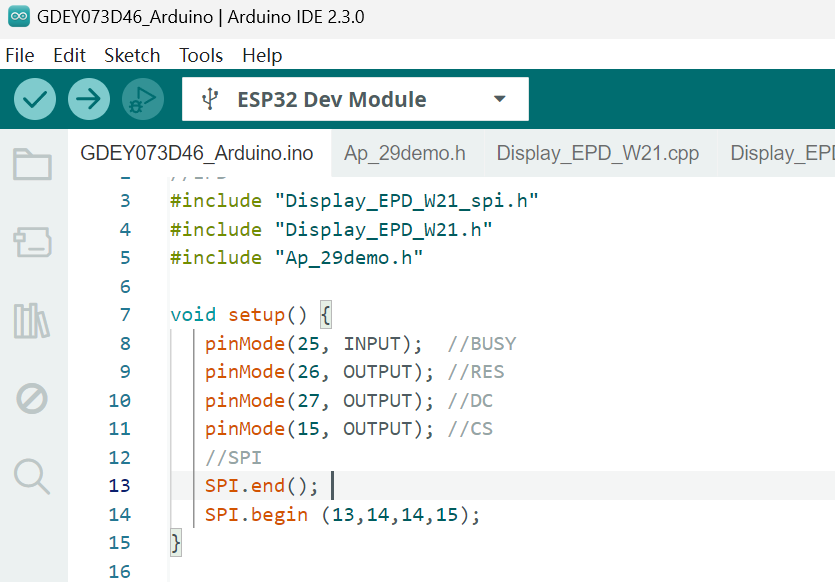 GDEY073D46_Arduino | Arduino IDE 2.3.0
File Edit Sketch Tools Help
ESP32 Dev Module
GDEY073D46_Arduino.ino Ap_29demo.h Display_EPD_W21.cpp Display_EPD
3 #include "Display_EPD_W21_spi.h"
4 #include "Display_EPD_W21.h"
5 #include "Ap_29demo.h"
6
7 void setup() {
8 pinMode(25, INPUT); //BUSY
9 pinMode(26, OUTPUT); //RES
10 pinMode(27, OUTPUT); //DC
11 pinMode(15, OUTPUT); //CS
12 //SPI
13 SPI.end();
14 SPI.begin (13,14,14,15);
15 }
16